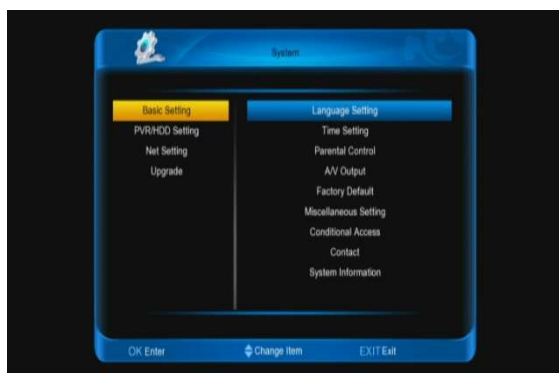 System
Basic Setting
PVR/HDD Setting
Net Setting
Upgrade
Language Setting
Time Setting
Parental Control
A/V Output
Factory Default
Miscellaneous Setting
Conditional Access
Contact
System Information
OK Enter
Change Item
EXIT Exit